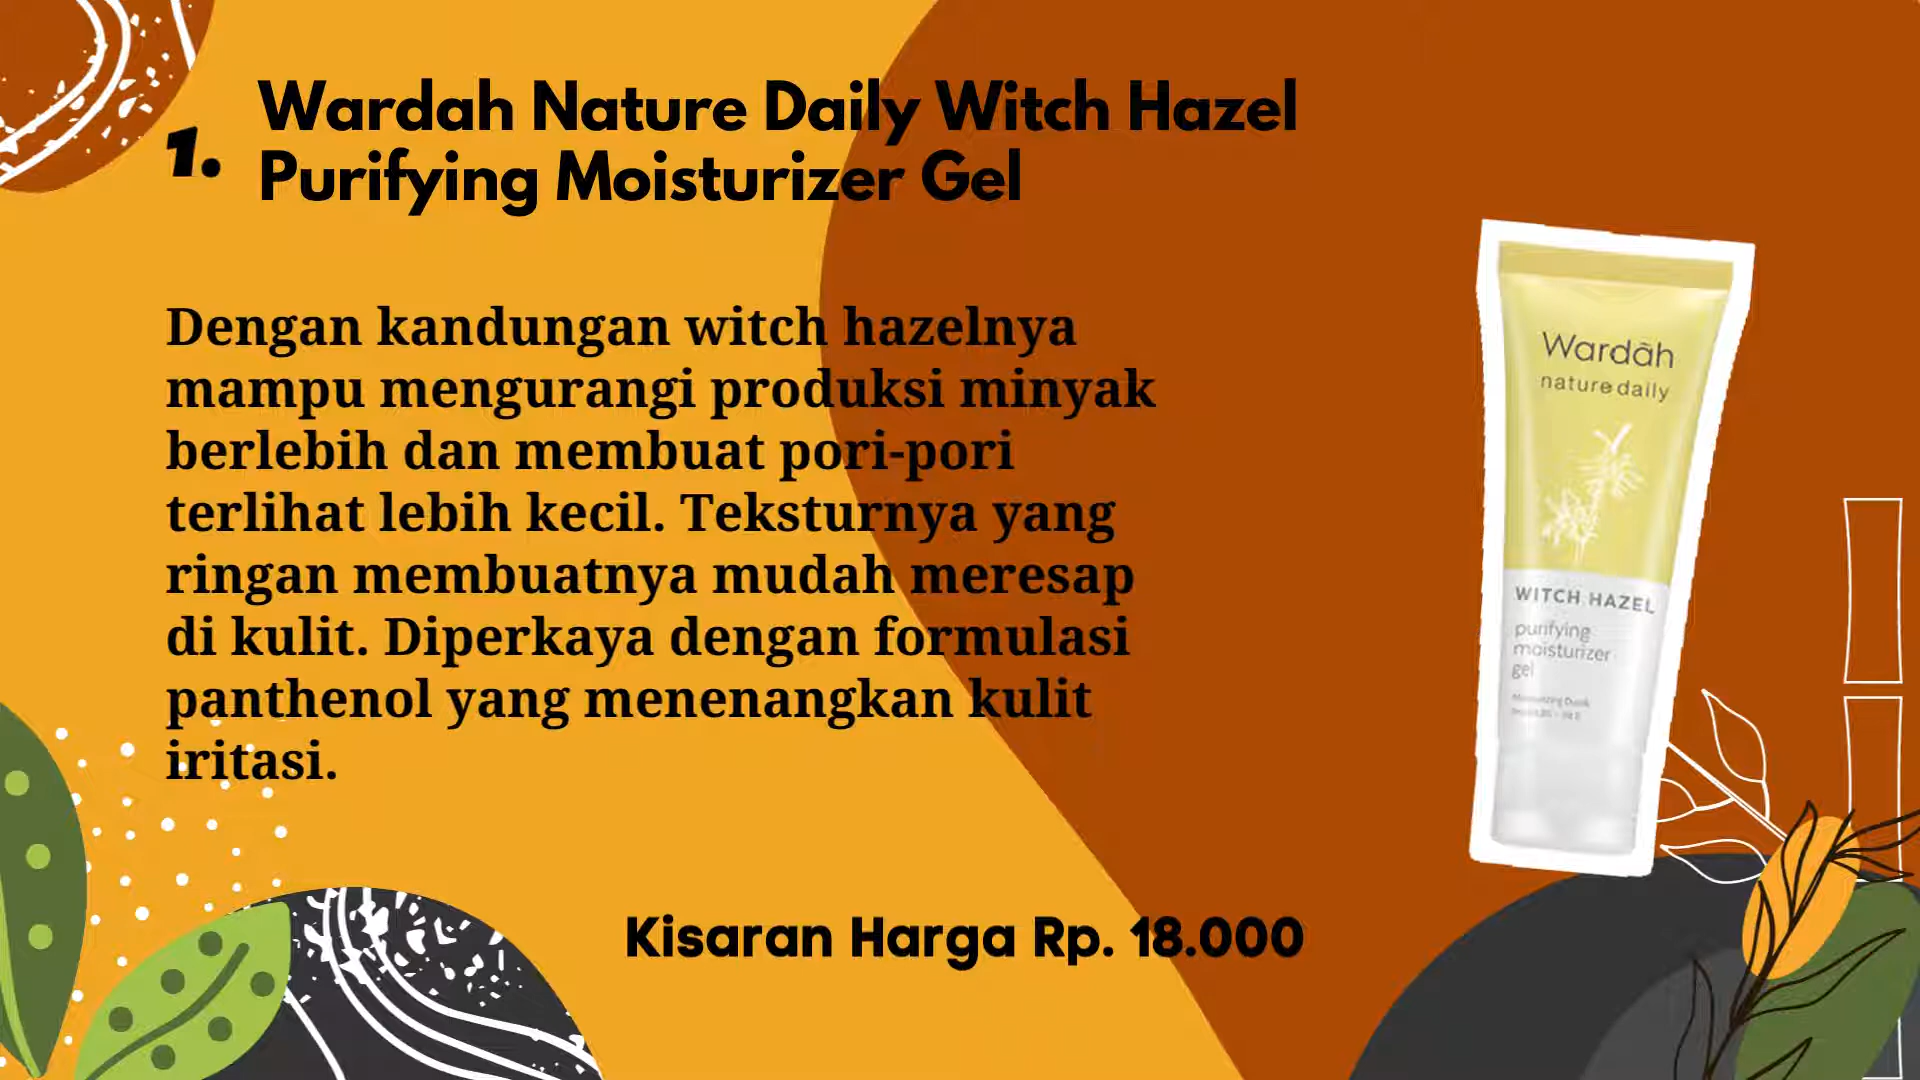 1.
Wardah Nature Daily Witch Hazel
Purifying Moisturizer Gel
Dengan kandungan witch hazelnya
mampu mengurangi produksi minyak
berlebih dan membuat pori-pori
terlihat lebih kecil. Teksturnya yang
ringan membuatnya mudah meresap
di kulit. Diperkaya dengan formulasi
panthenol yang menenangkan kulit
iritasi.
Kisaran Harga Rp. 18.000
Wardah
nature daily
WITCH HAZEL
purifying
moisturizer
gel